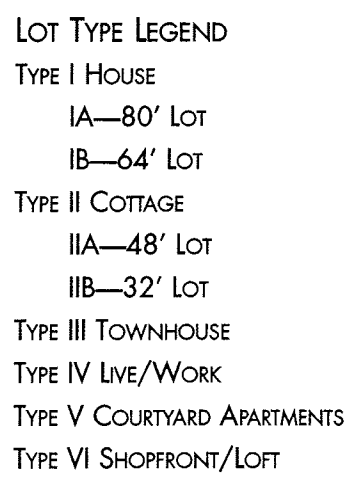 Lot Type Legend
Type I House
IA—80' Lot
IB—64' Lot
Type II Cottage
IIA—48' Lot
IIB—32' Lot
Type III Townhouse
Type IV Live/Work
Type V Courtyard Apartments
Type VI Shopfront/Loft